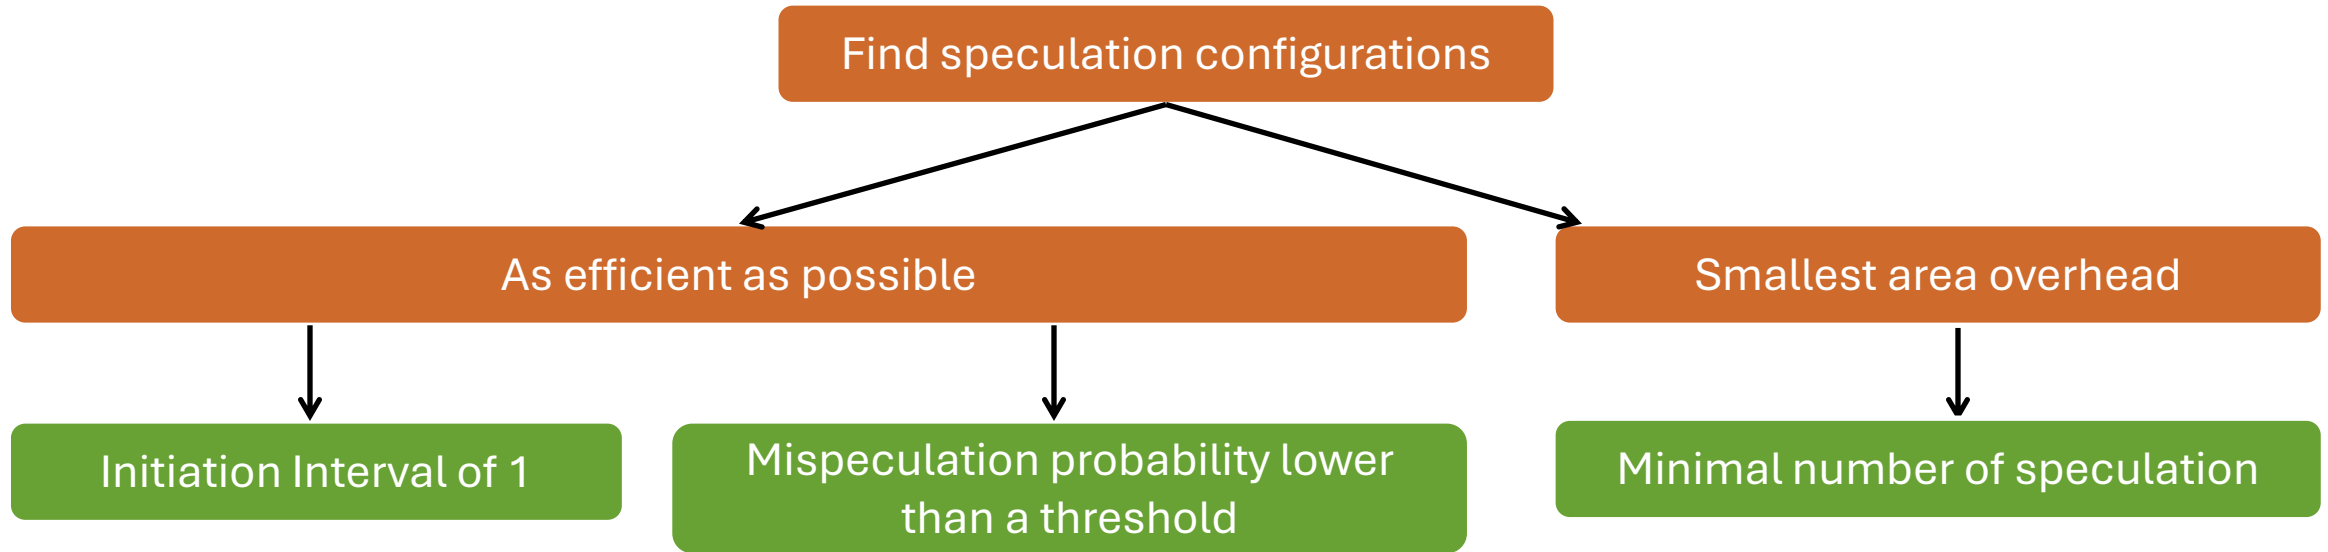 Find speculation configurations
As efficient as possible
Smallest area overhead
Initiation Interval of 1
Mispeculation probability lower
than a threshold
Minimal number of speculation